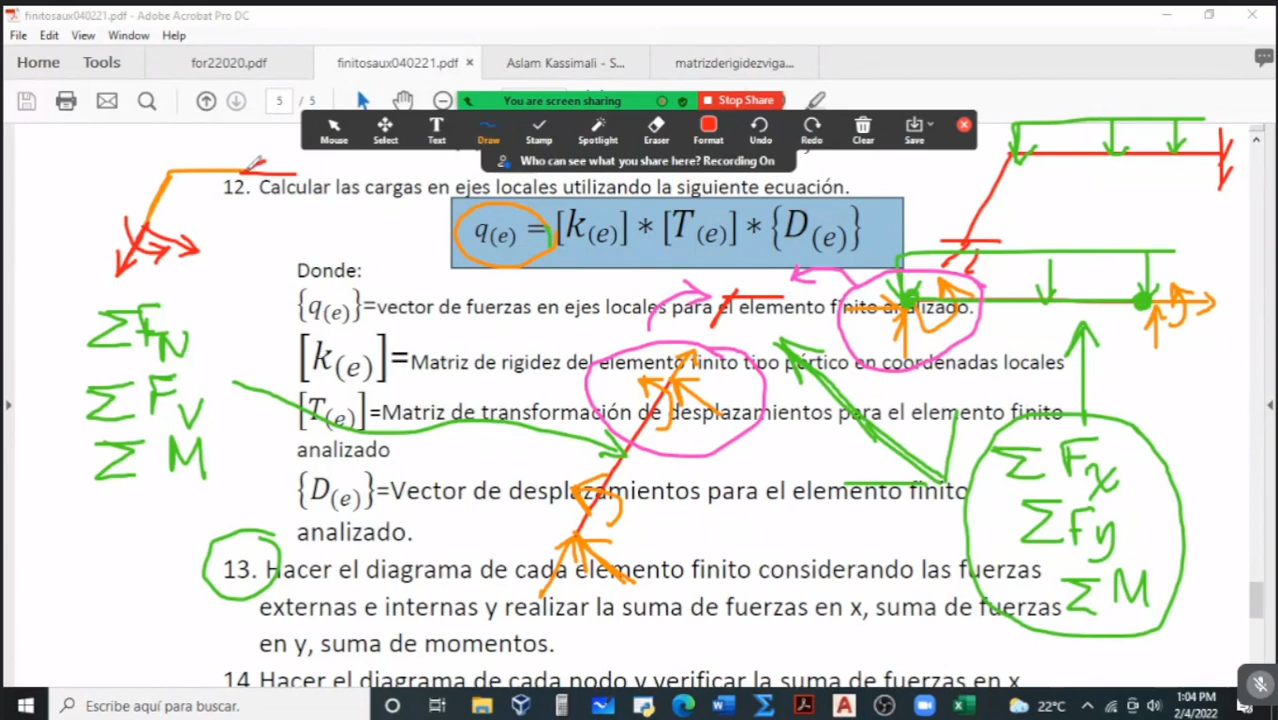 finitosaux040221.pdf - Adobe Acrobat Pro DC
File Edit View Window Help
Home Tools for22020.pdf finitosaux040221.pdf × Aslam Kassimali - S... matrizderigidezviga...
5 / 5
You are screen sharing Stop Share
Mouse Select Text Draw Stamp Spotlight Eraser Format Undo Redo Clear Save
Who can see what you share here? Recording On
12. Calcular las cargas en ejes locales utilizando la siguiente ecuación.
q(e) = [k(e)] * [T(e)] * {D(e)}
Donde:
{q(e)}=vector de fuerzas en ejes locales para el elemento finito analizado.
[k(e)]=Matriz de rigidez del elemento finito tipo pórtico en coordenadas locales
[T(e)]=Matriz de transformación de desplazamientos para el elemento finito
analizado
{D(e)}=Vector de desplazamientos para el elemento finito
analizado.
ΣFN
ΣFV
ΣM
ΣFx
ΣFy
ΣM
13. Hacer el diagrama de cada elemento finito considerando las fuerzas
externas e internas y realizar la suma de fuerzas en x, suma de fuerzas
en y, suma de momentos.
14 Hacer el diagrama de cada nodo y verificar la suma de fuerzas en x
Escribe aquí para buscar.
22°C
1:04 PM
2/4/2022